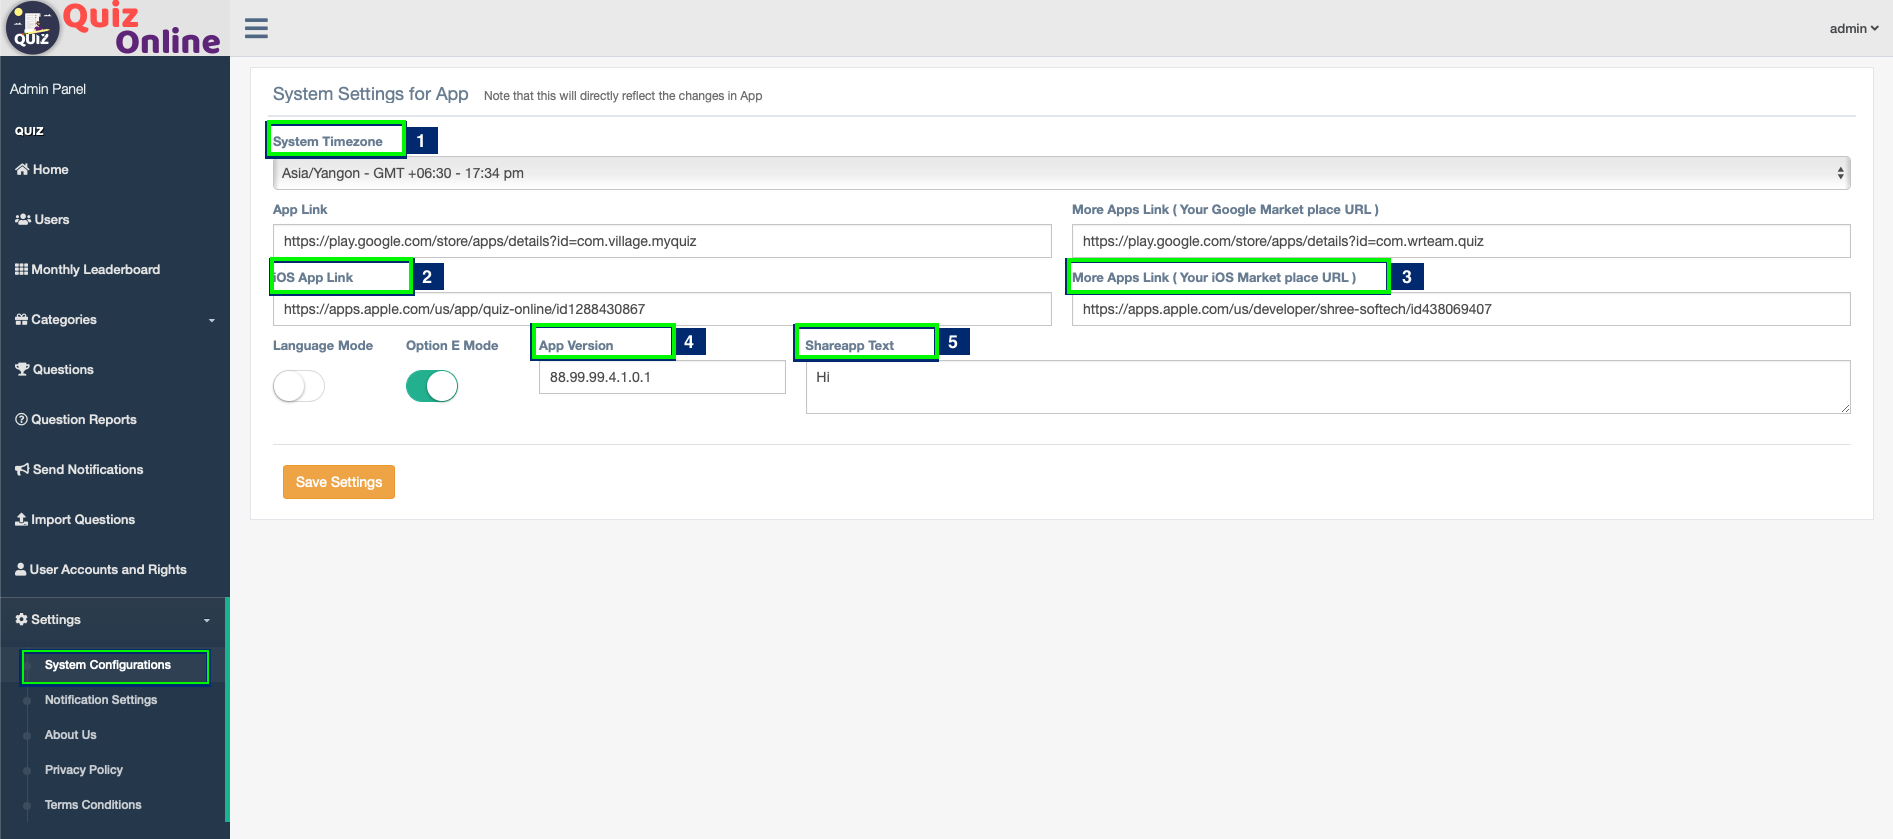 QUIZ
Quiz
Online
admin
Admin Panel
QUIZ
Home
Users
Monthly Leaderboard
Categories
Questions
Question Reports
Send Notifications
Import Questions
User Accounts and Rights
Settings
System Configurations
Notification Settings
About Us
Privacy Policy
Terms Conditions
System Settings for App Note that this will directly reflect the changes in App
System Timezone 1
Asia/Yangon - GMT +06:30 - 17:34 pm
App Link
https://play.google.com/store/apps/details?id=com.village.myquiz
More Apps Link ( Your Google Market place URL )
https://play.google.com/store/apps/details?id=com.wrteam.quiz
iOS App Link 2
https://apps.apple.com/us/app/quiz-online/id1288430867
More Apps Link ( Your iOS Market place URL ) 3
https://apps.apple.com/us/developer/shree-softech/id438069407
Language Mode
Option E Mode
App Version 4
88.99.99.4.1.0.1
Shareapp Text 5
Hi
Save Settings